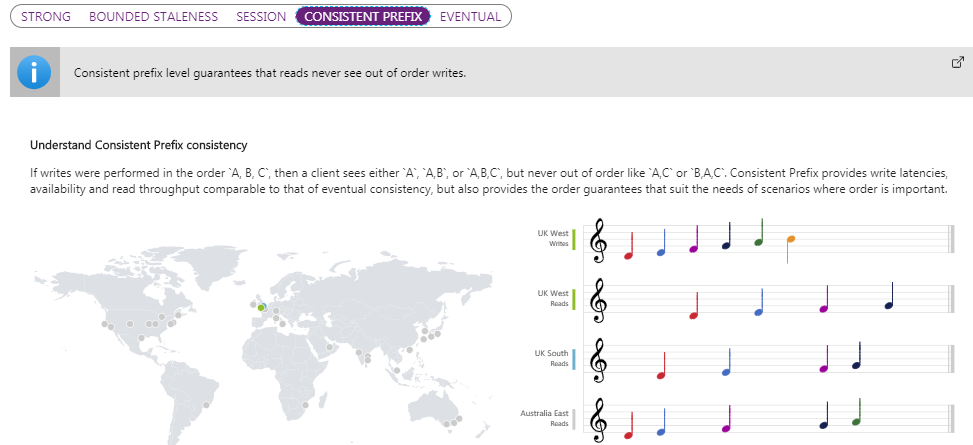 STRONG BOUNDED STALENESS SESSION CONSISTENT PREFIX EVENTUAL
Consistent prefix level guarantees that reads never see out of order writes.
Understand Consistent Prefix consistency
If writes were performed in the order `A, B, C`, then a client sees either `A`, `A,B`, or `A,B,C`, but never out of order like `A,C` or `B,A,C`. Consistent Prefix provides write latencies,
availability and read throughput comparable to that of eventual consistency, but also provides the order guarantees that suit the needs of scenarios where order is important.
UK West
Writes
UK West
Reads
UK South
Reads
Australia East
Reads